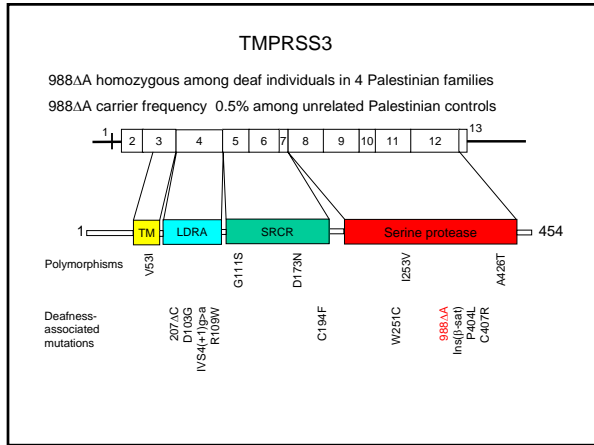 TMPRSS3
988ΔA homozygous among deaf individuals in 4 Palestinian families
988ΔA carrier frequency 0.5% among unrelated Palestinian controls
1 2 3 4 5 6 7 8 9 10 11 12 13
1 TM LDRA SRCR Serine protease 454
Polymorphisms
V53I
G111S
D173N
I253V
A426T
Deafness-
associated
mutations
207ΔC
D103G
IVS4(+1)g>a
R109W
C194F
W251C
988ΔA
Ins(β-sat)
P404L
C407R